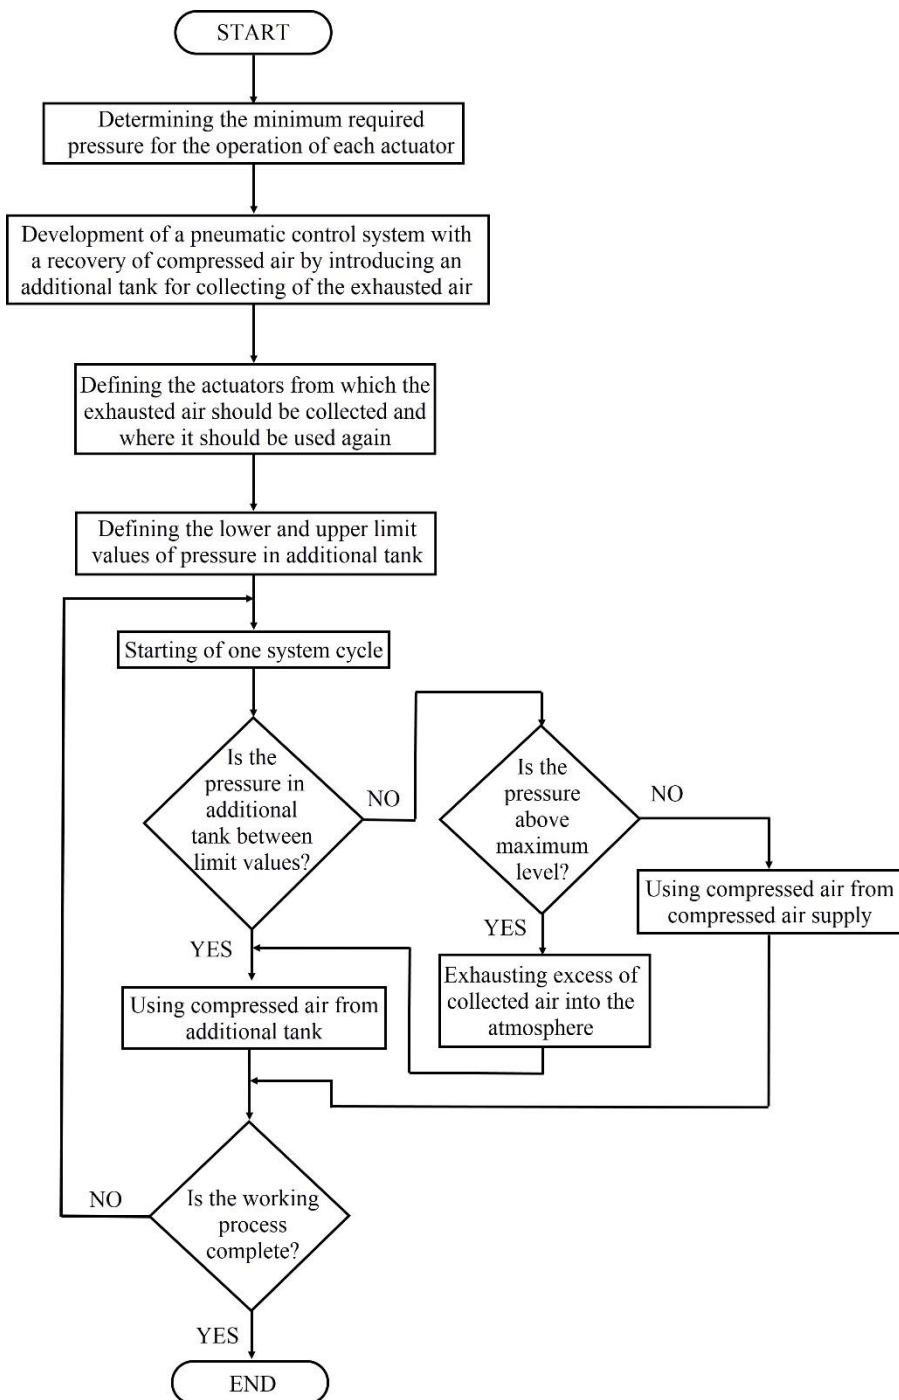 START
Determining the minimum required
pressure for the operation of each actuator
Development of a pneumatic control system with
a recovery of compressed air by introducing an
additional tank for collecting of the exhausted air
Defining the actuators from which the
exhausted air should be collected and
where it should be used again
Defining the lower and upper limit
values of pressure in additional tank
Starting of one system cycle
Is the
pressure in
additional
tank between
limit values?
NO
Is the
pressure
above
maximum
level?
NO
Using compressed air from
compressed air supply
YES
YES
Exhausting excess of
collected air into the
atmosphere
Using compressed air from
additional tank
Is the working
process
complete?
NO
YES
END